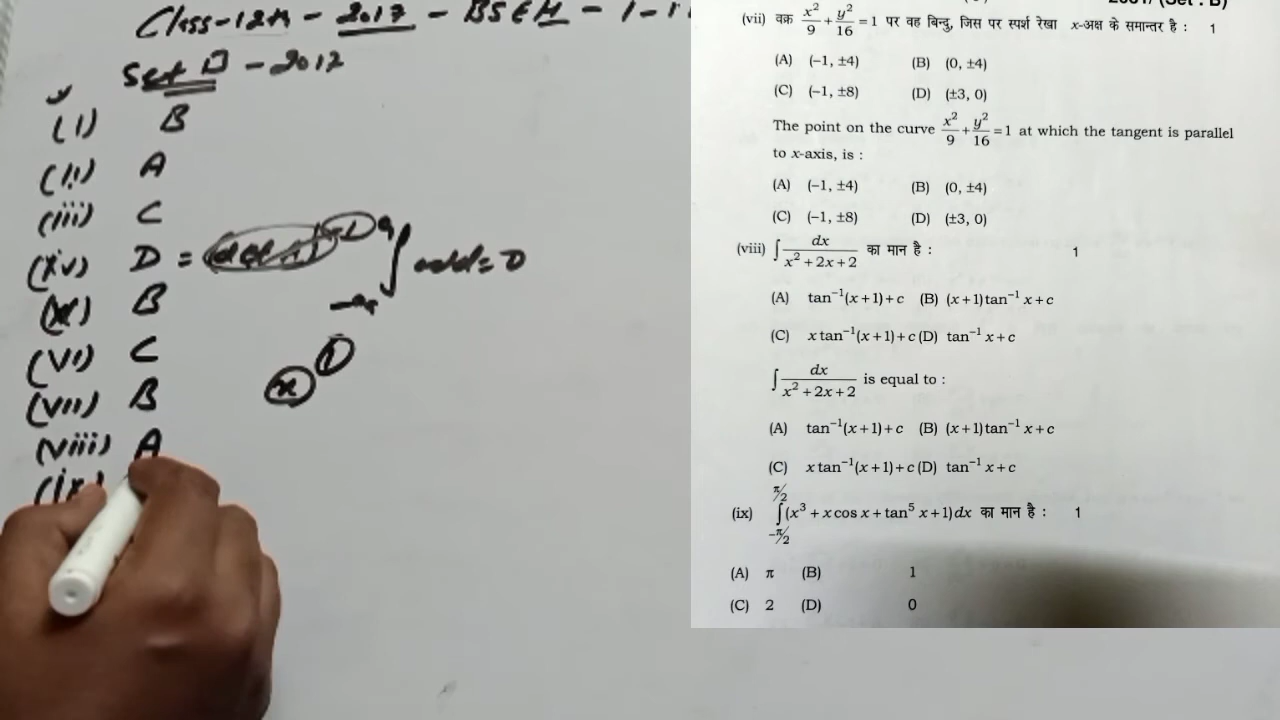 Class-12th - 2017 - BSEH -
Set - 2017
(i) B
(ii) A
(iii) C
(iv) D = add = 0
B
(vi) C
(vii) B
(viii) A
(ix)
x 1
(vii) वक्र x²/9 + y²/16 = 1 पर वह बिन्दु, जिस पर स्पर्श रेखा x-अक्ष के समान्तर है : 1
(A) (−1, ±4) (B) (0, ±4)
(C) (−1, ±8) (D) (±3, 0)
The point on the curve x²/9 + y²/16 = 1 at which the tangent is parallel
to x-axis, is :
(A) (−1, ±4) (B) (0, ±4)
(C) (−1, ±8) (D) (±3, 0)
(viii) ∫ dx/(x² + 2x + 2) का मान है : 1
(A) tan⁻¹(x+1)+c (B) (x+1)tan⁻¹ x+c
(C) x tan⁻¹(x+1)+c (D) tan⁻¹ x+c
∫ dx/(x² + 2x + 2) is equal to :
(A) tan⁻¹(x+1)+c (B) (x+1)tan⁻¹ x+c
(C) x tan⁻¹(x+1)+c (D) tan⁻¹ x+c
(ix) ∫_{−π/2}^{π/2} (x³ + x cos x + tan⁵ x + 1) dx का मान है : 1
(A) π (B) 1
(C) 2 (D) 0